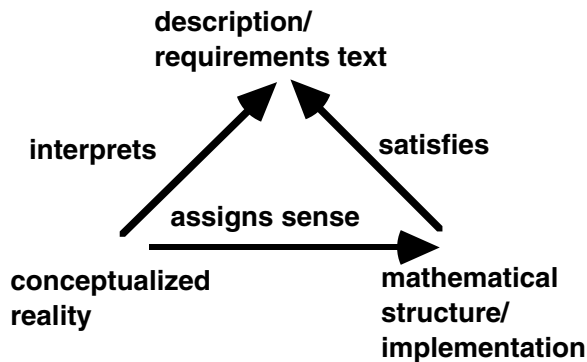 description/
requirements text
interprets
satisfies
assigns sense
conceptualized
reality
mathematical
structure/
implementation